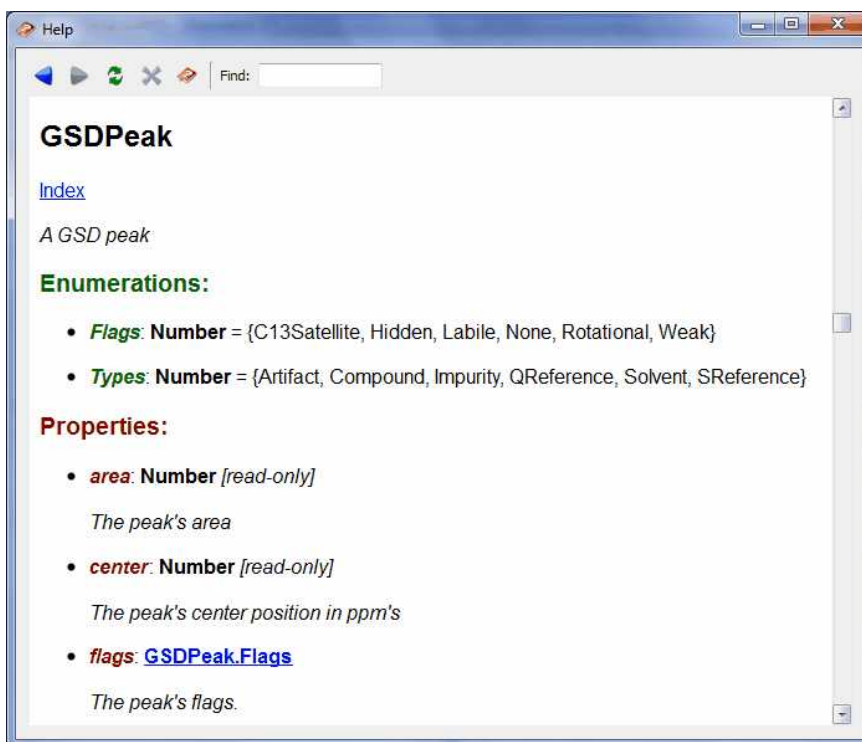 Help
Find:
GSDPeak
Index
A GSD peak
Enumerations:
• Flags: Number = {C13Satellite, Hidden, Labile, None, Rotational, Weak}
• Types: Number = {Artifact, Compound, Impurity, QReference, Solvent, SReference}
Properties:
• area: Number [read-only]
The peak's area
• center: Number [read-only]
The peak's center position in ppm's
• flags: GSDPeak.Flags
The peak's flags.